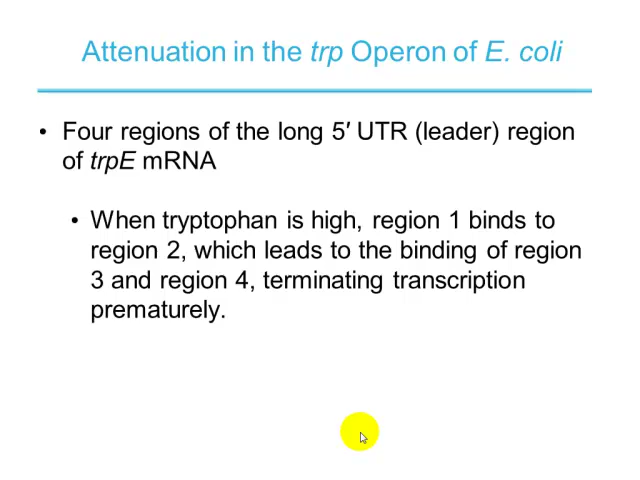 Attenuation in the trp Operon of E. coli
• Four regions of the long 5′ UTR (leader) region
of trpE mRNA
• When tryptophan is high, region 1 binds to
region 2, which leads to the binding of region
3 and region 4, terminating transcription
prematurely.